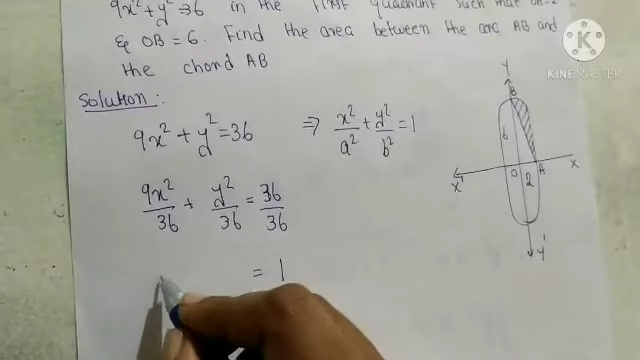 9x² + y² = 36 in the first quadrant such that OA = 2
& OB = 6. Find the area between the arc AB and
the chord AB
KINEMASTER
Solution :-
9x² + y² = 36 ⇒ x²/a² + y²/b² = 1
9x²/36 + y²/36 = 36/36
= 1
Y
B
6
X' O A X
2
Y'